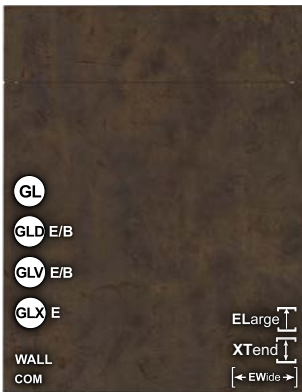 GL
GLD E/B
GLV E/B
GLX E
WALL
COM
ELarge
XTend
EWide